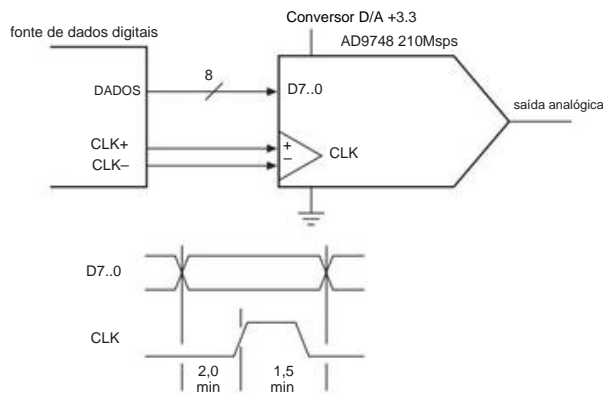 Conversor D/A +3.3
fonte de dados digitais
AD9748 210Msps
DADOS
8
D7..0
saída analógica
CLK+
CLK–
+
–
CLK
D7..0
CLK
2,0
min
1,5
min